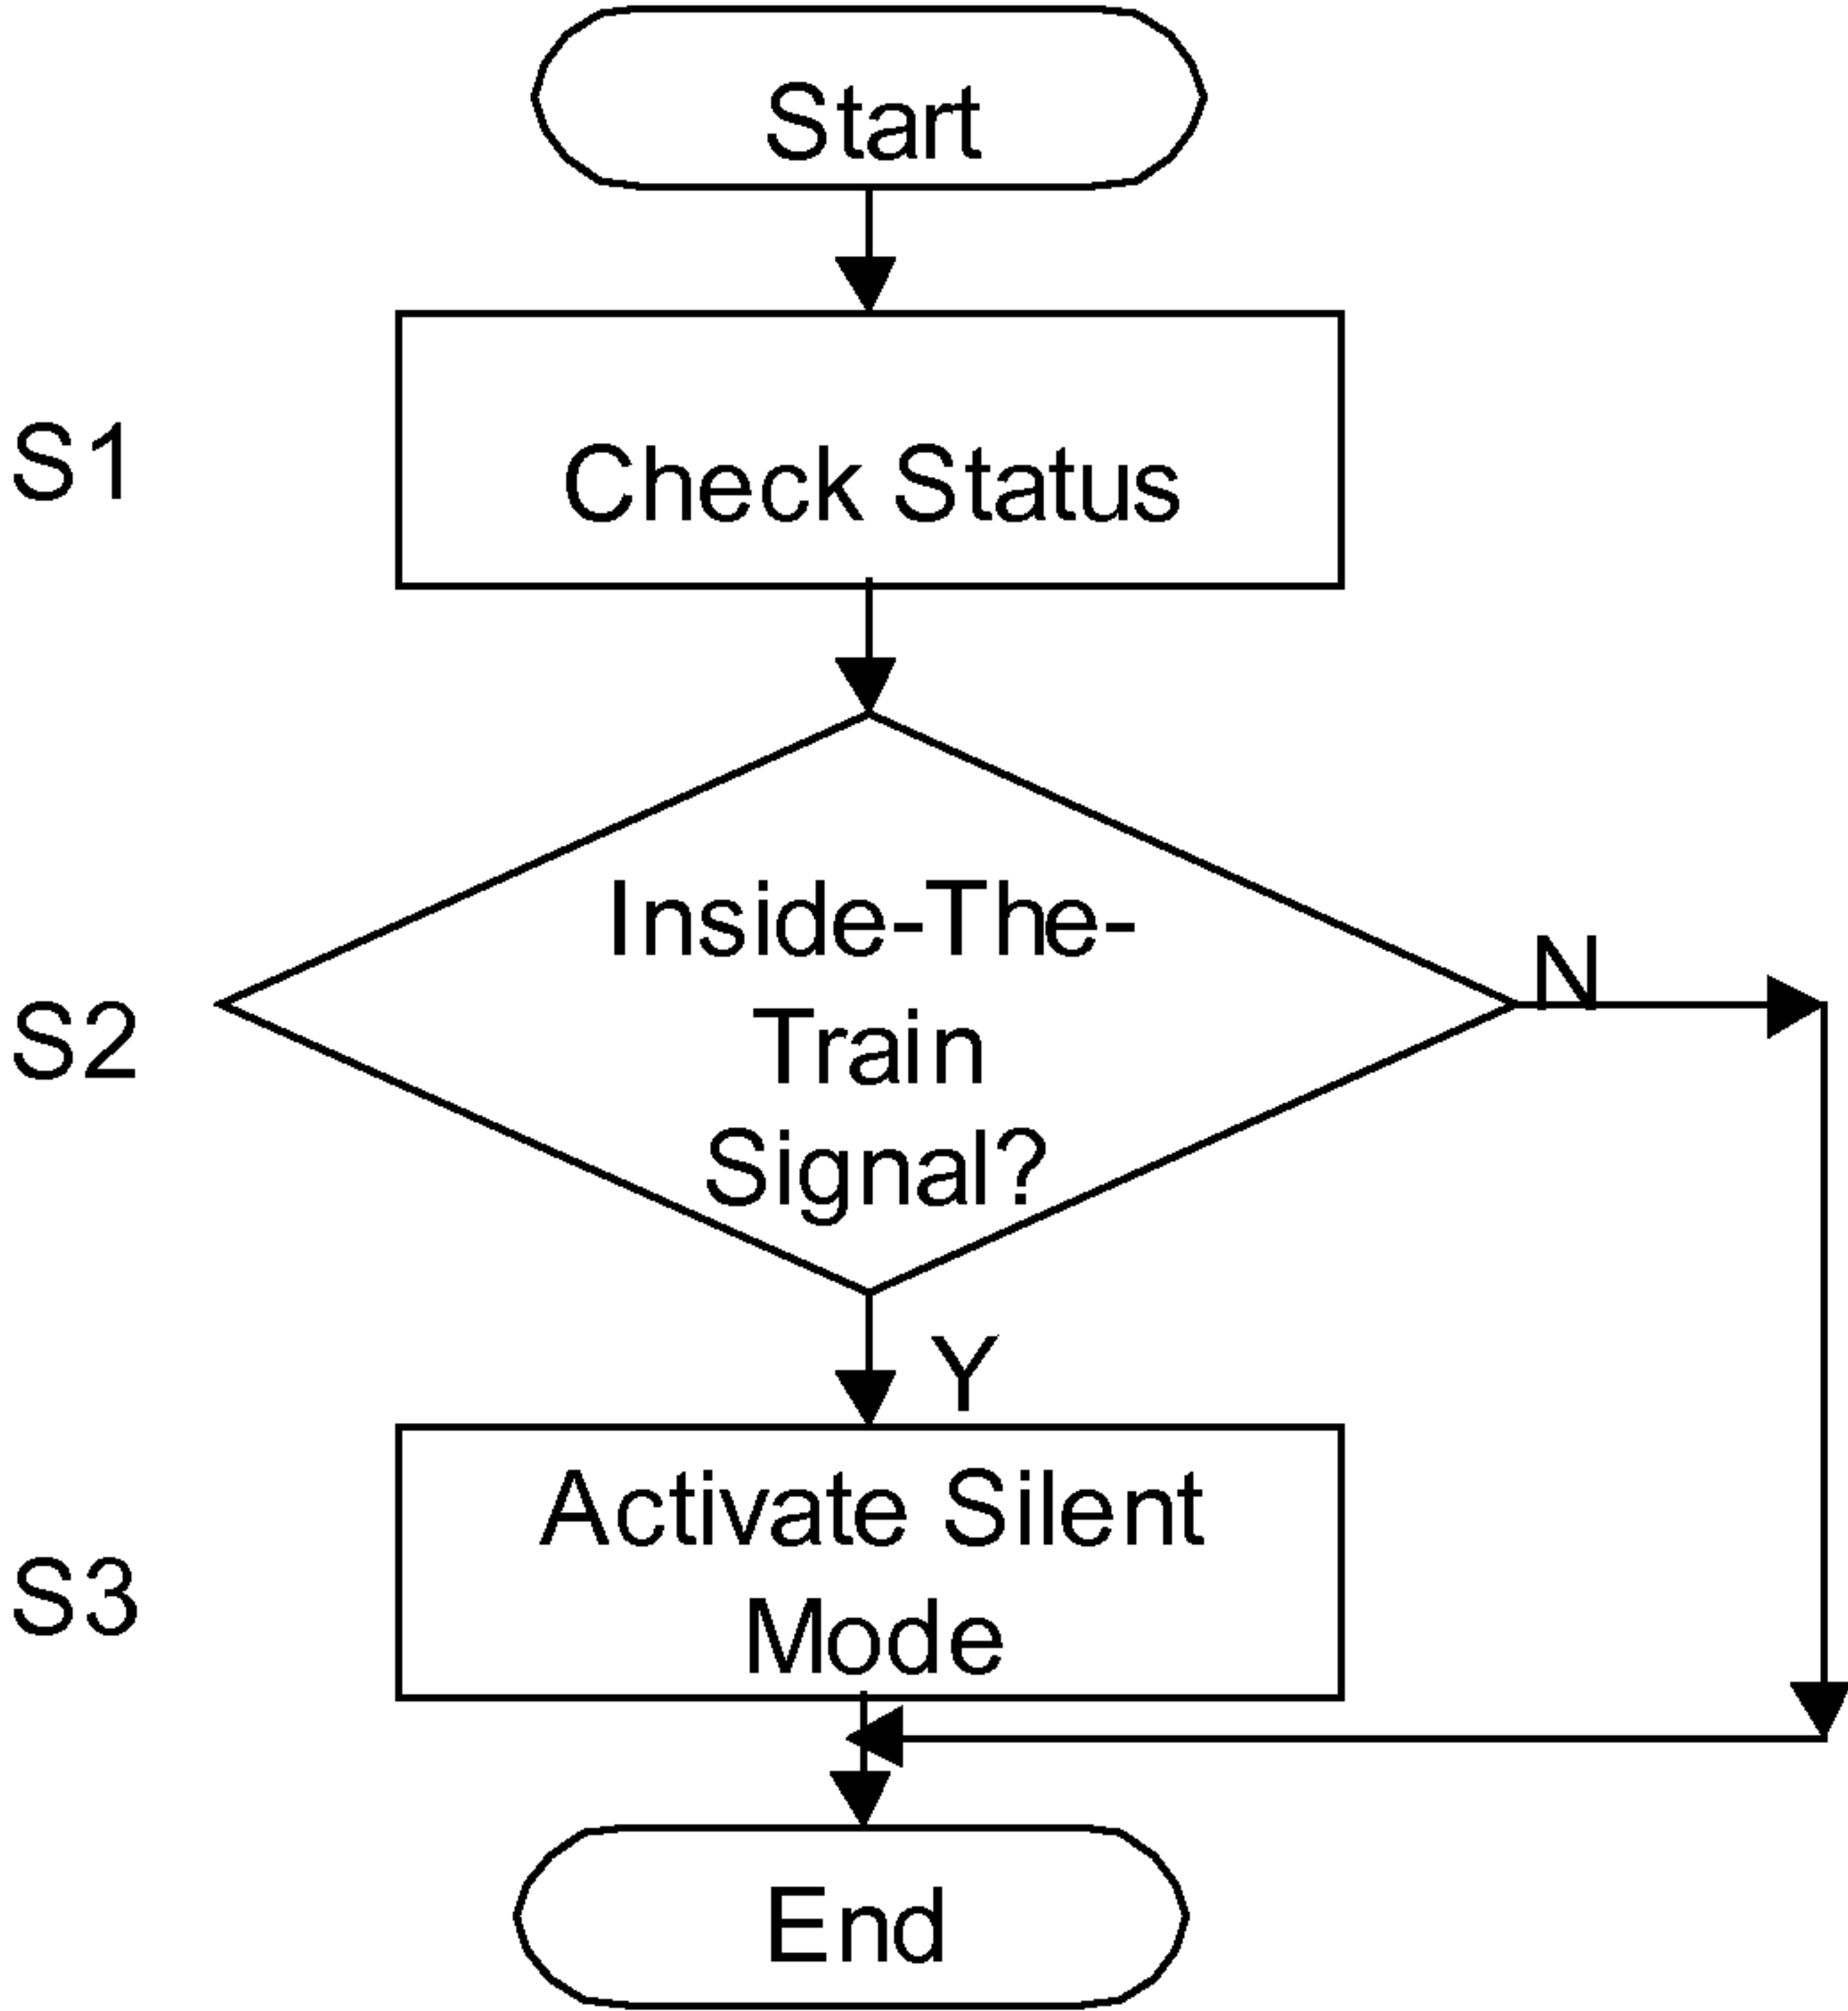 Start
S1
Check Status
Inside-The-
N
S2
Train
Signal?
Y
Activate Silent
S3
Mode
End